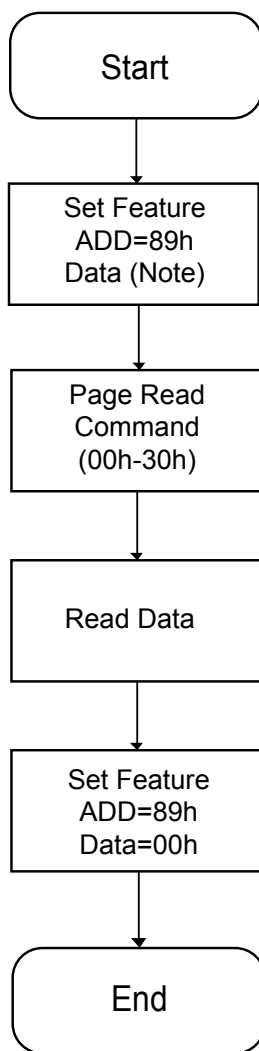 Start
Set Feature
ADD=89h
Data (Note)
Page Read
Command
(00h-30h)
Read Data
Set Feature
ADD=89h
Data=00h
End